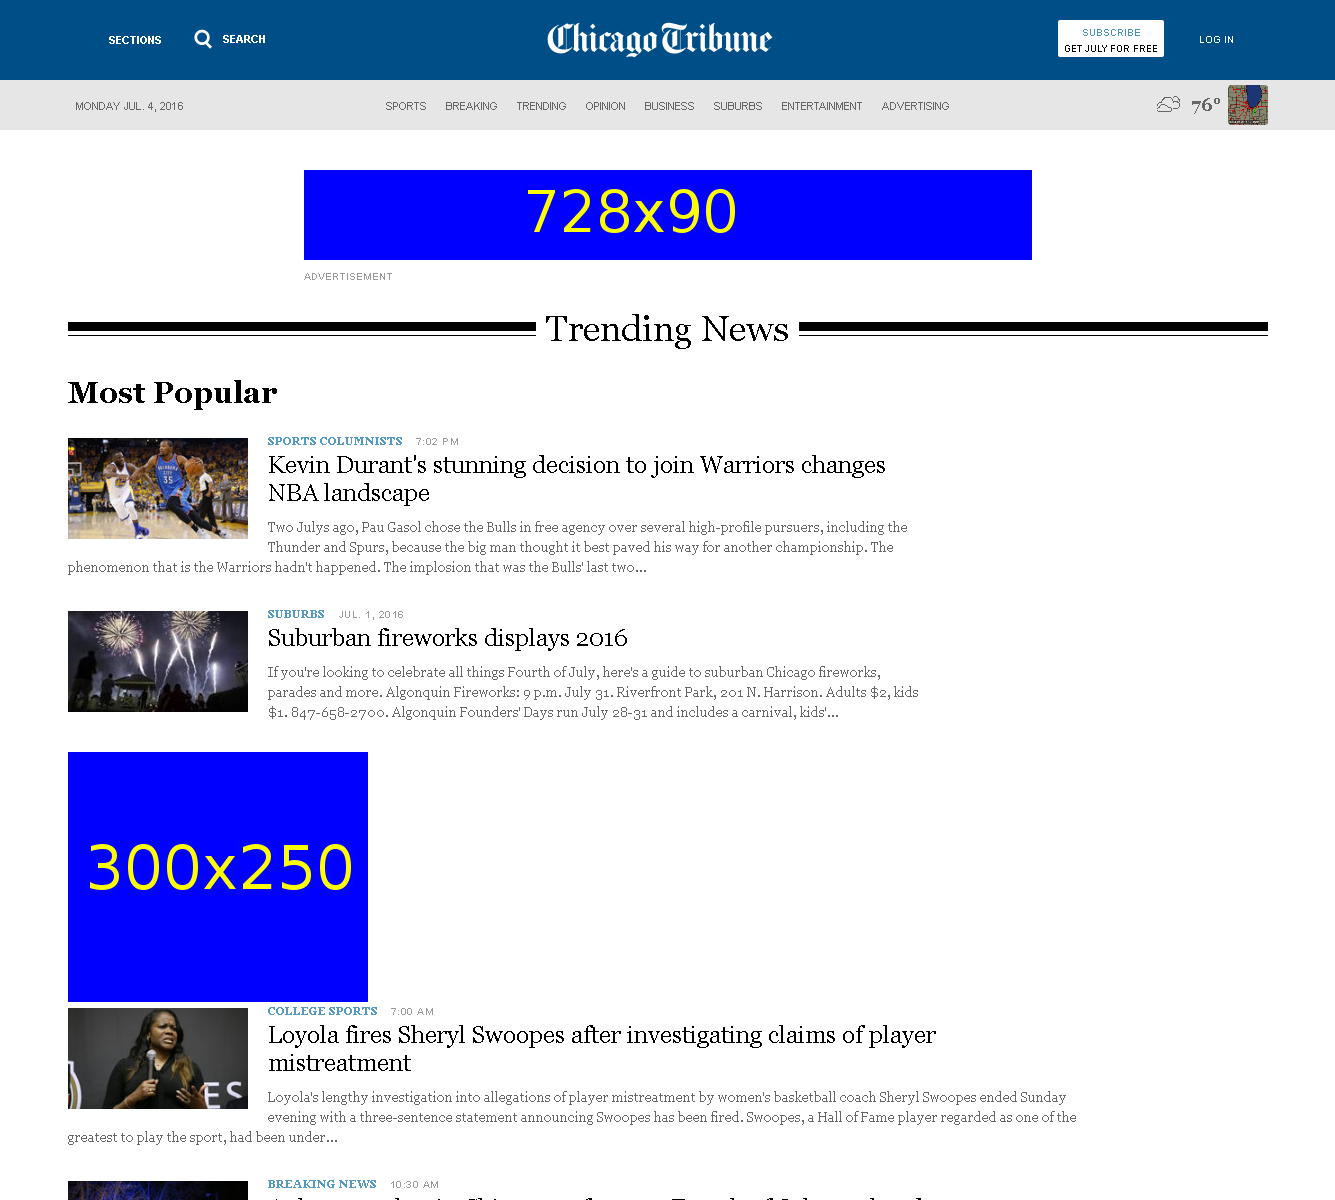 SECTIONS
SEARCH
Chicago Tribune
SUBSCRIBE
GET JULY FOR FREE
LOG IN
MONDAY JUL. 4, 2016
SPORTS BREAKING TRENDING OPINION BUSINESS SUBURBS ENTERTAINMENT ADVERTISING
76°
728x90
ADVERTISEMENT
Trending News
Most Popular
SPORTS COLUMNISTS 7:02 PM
Kevin Durant's stunning decision to join Warriors changes
NBA landscape
Two Julys ago, Pau Gasol chose the Bulls in free agency over several high-profile pursuers, including the
Thunder and Spurs, because the big man thought it best paved his way for another championship. The
phenomenon that is the Warriors hadn't happened. The implosion that was the Bulls' last two...
SUBURBS JUL. 1, 2016
Suburban fireworks displays 2016
If you're looking to celebrate all things Fourth of July, here's a guide to suburban Chicago fireworks,
parades and more. Algonquin Fireworks: 9 p.m. July 31. Riverfront Park, 201 N. Harrison. Adults $2, kids
$1. 847-658-2700. Algonquin Founders' Days run July 28-31 and includes a carnival, kids'...
300x250
COLLEGE SPORTS 7:00 AM
Loyola fires Sheryl Swoopes after investigating claims of player
mistreatment
Loyola's lengthy investigation into allegations of player mistreatment by women's basketball coach Sheryl Swoopes ended Sunday
evening with a three-sentence statement announcing Swoopes has been fired. Swoopes, a Hall of Fame player regarded as one of the
greatest to play the sport, had been under...
BREAKING NEWS 10:30 AM